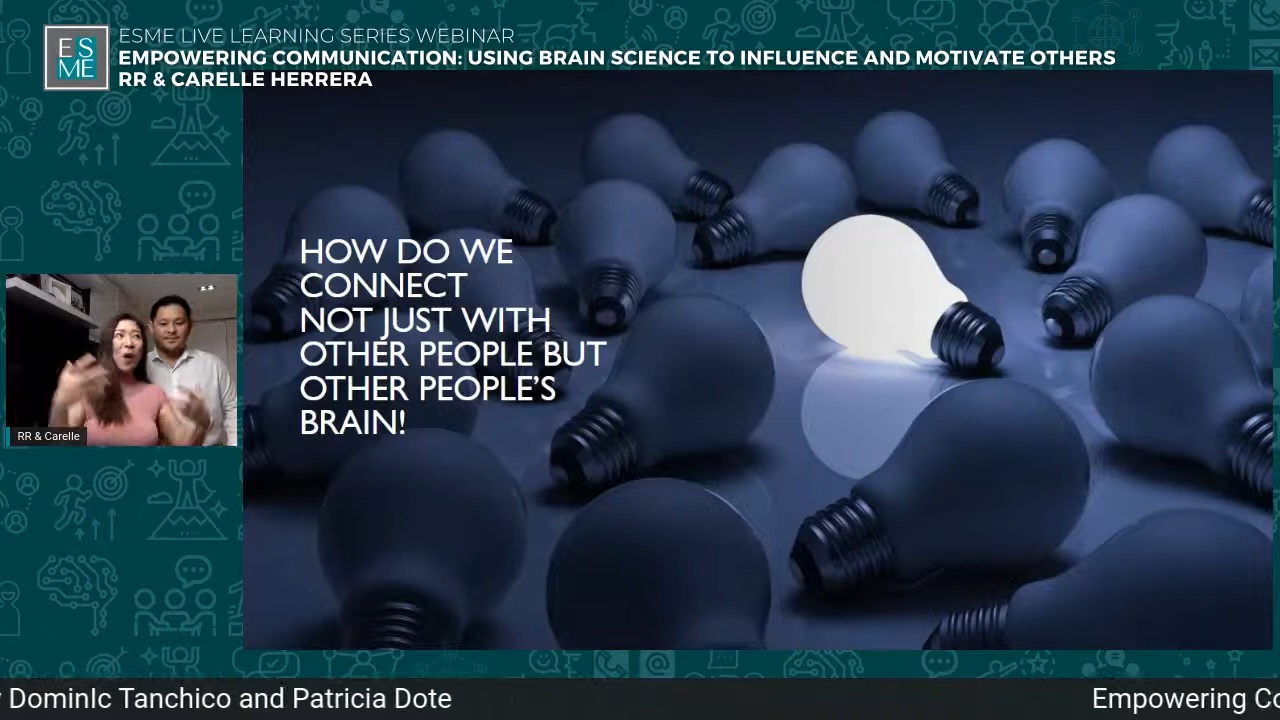 ES
ME
ESME LIVE LEARNING SERIES WEBINAR
EMPOWERING COMMUNICATION: USING BRAIN SCIENCE TO INFLUENCE AND MOTIVATE OTHERS
RR & CARELLE HERRERA
HOW DO WE
CONNECT
NOT JUST WITH
OTHER PEOPLE BUT
OTHER PEOPLE'S
BRAIN!
RR & Carelle
DominIc Tanchico and Patricia Dote
Empowering